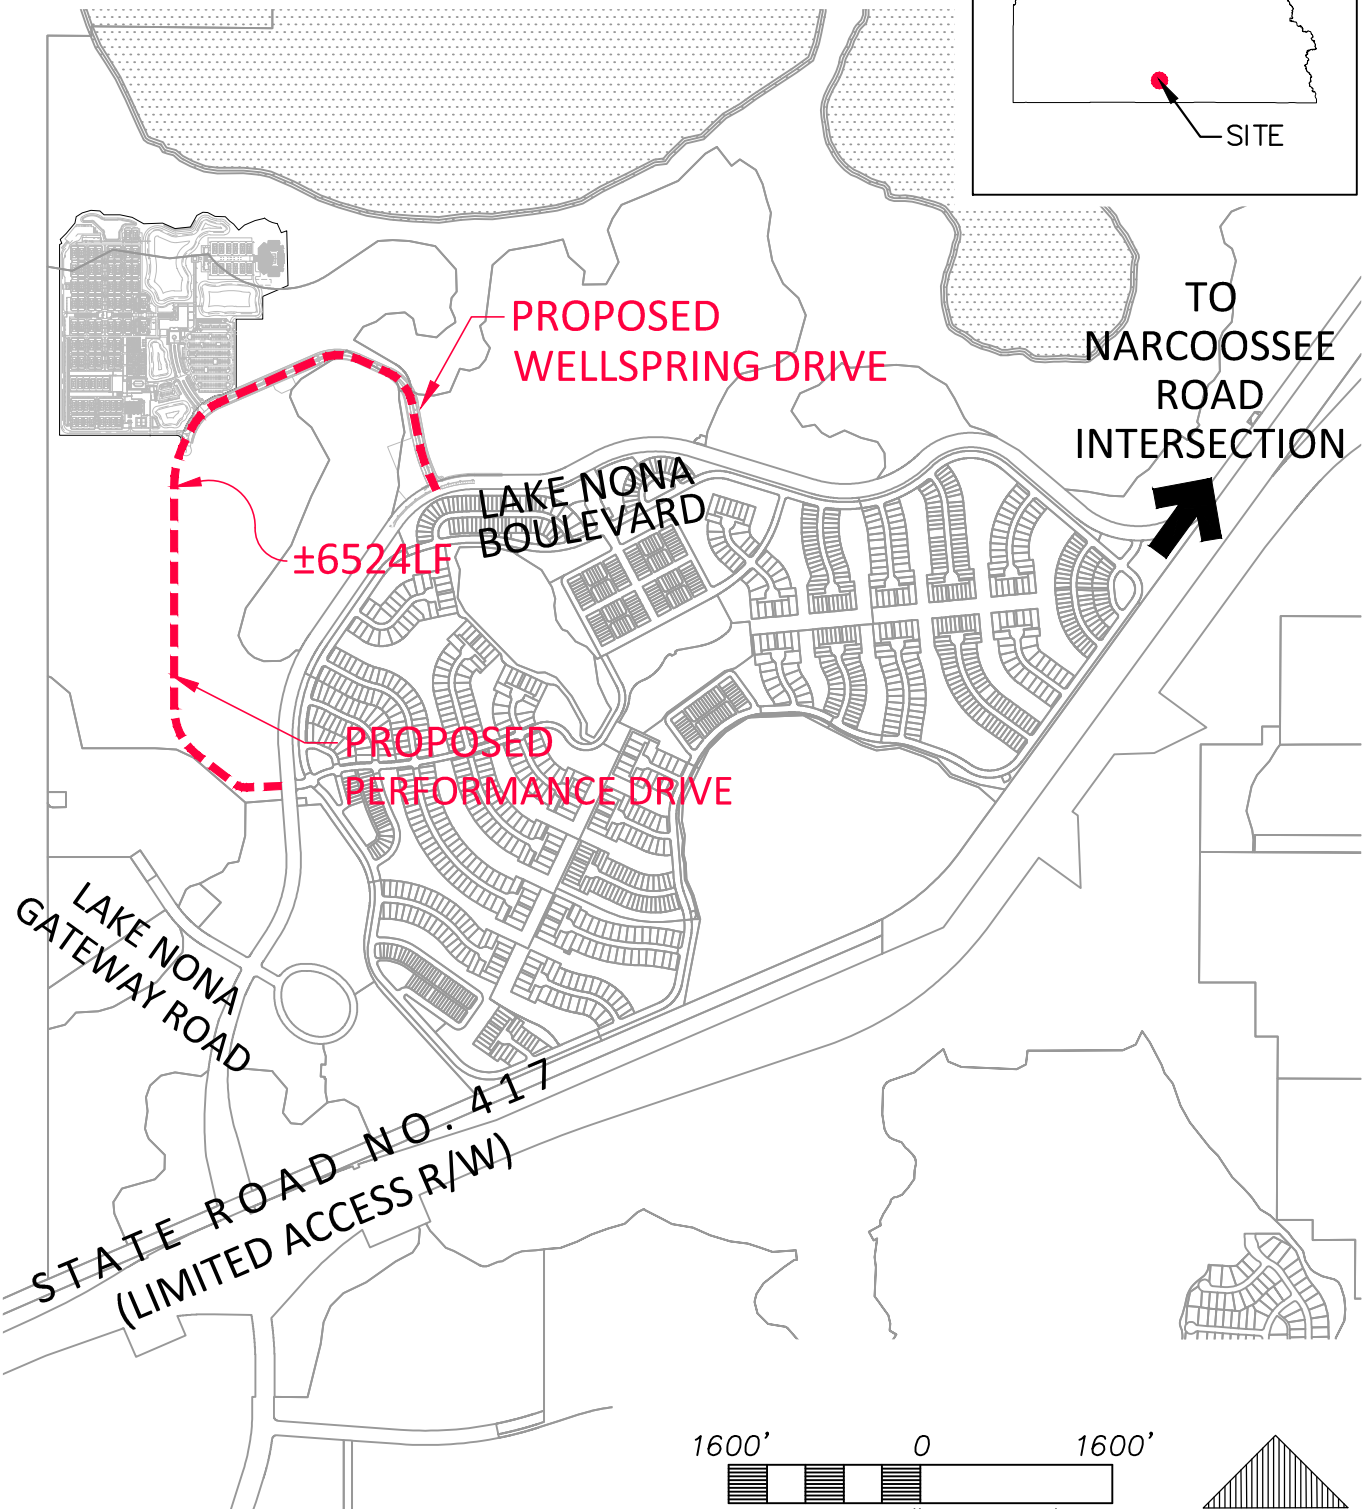 SITE
TO
NARCOOSSEE
ROAD
INTERSECTION
PROPOSED
WELLSPRING DRIVE
LAKE NONA
BOULEVARD
±6524LF
PROPOSED
PERFORMANCE DRIVE
LAKE NONA
GATEWAY ROAD
STATE ROAD NO. 417
(LIMITED ACCESS R/W)
1600' 0 1600'